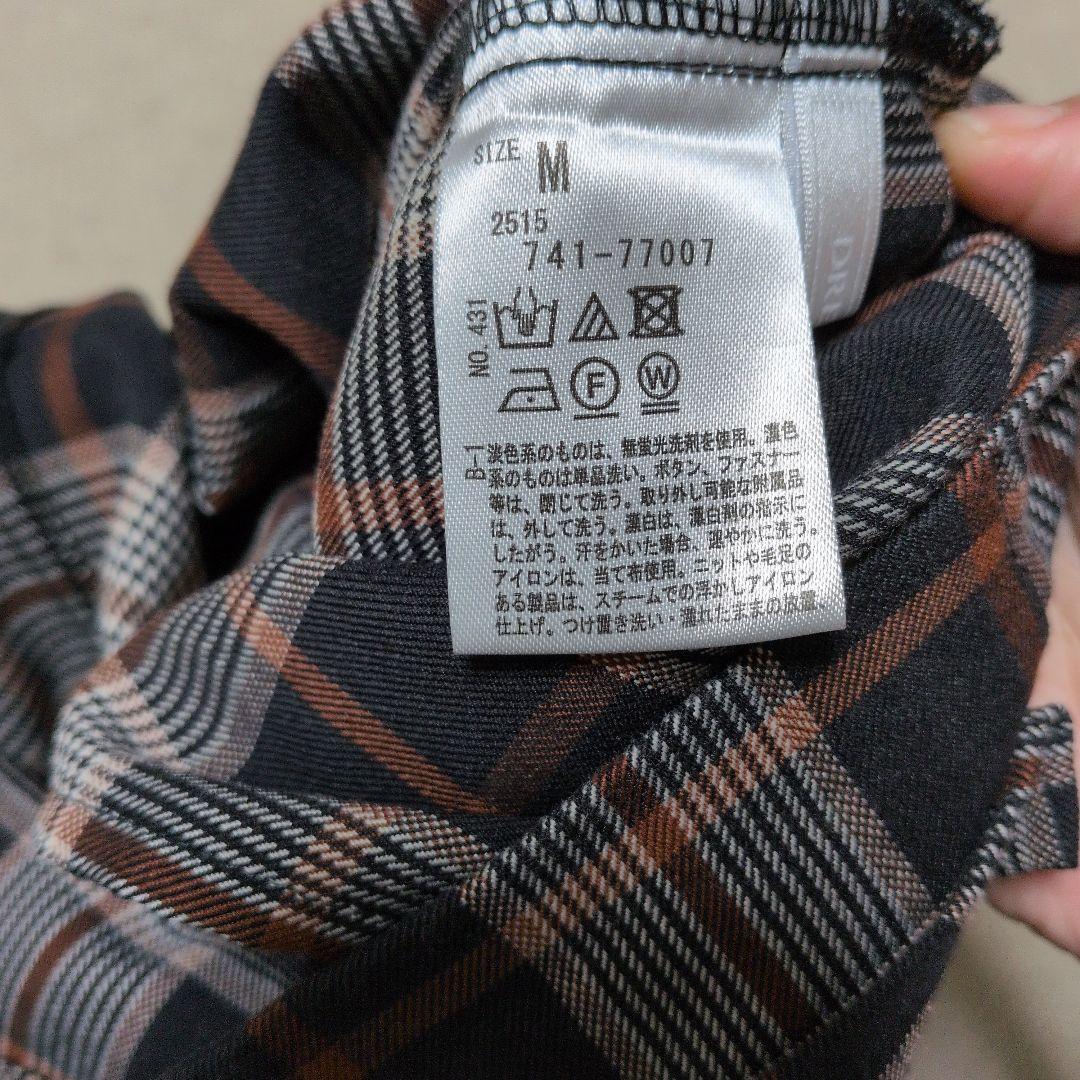 SIZE M
2515
741-77007
NO. 431
F W
B-1
淡色系のものは、無蛍光洗剤を使用。濃色
系のものは単品洗い。ボタン、ファスナー
等は、閉じて洗う。取り外し可能な附属品
は、外して洗う。漂白は、漂白剤の指示に
したがう。汗をかいた場合、速やかに洗う。
アイロンは、当て布使用。ニットや毛足の
ある製品は、スチームでの浮かしアイロン
仕上げ。つけ置き洗い・濡れたままの放置